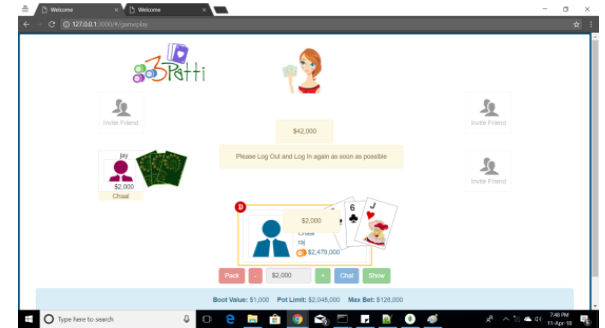 Welcome
Welcome
127.0.0.1:3000/#/gameplay
3Patti
Invite Friend
Invite Friend
$42,000
Please Log Out and Log In again as soon as possible
jay
$2,000
Chaal
Invite Friend
D
6
J
$2,000
Chaal
raj
$2,479,000
Pack
-
$2,000
+
Chal
Show
Boot Value: $1,000 Pot Limit: $2,048,000 Max Bet: $128,000
Type here to search
7:48 PM
11-Apr-18